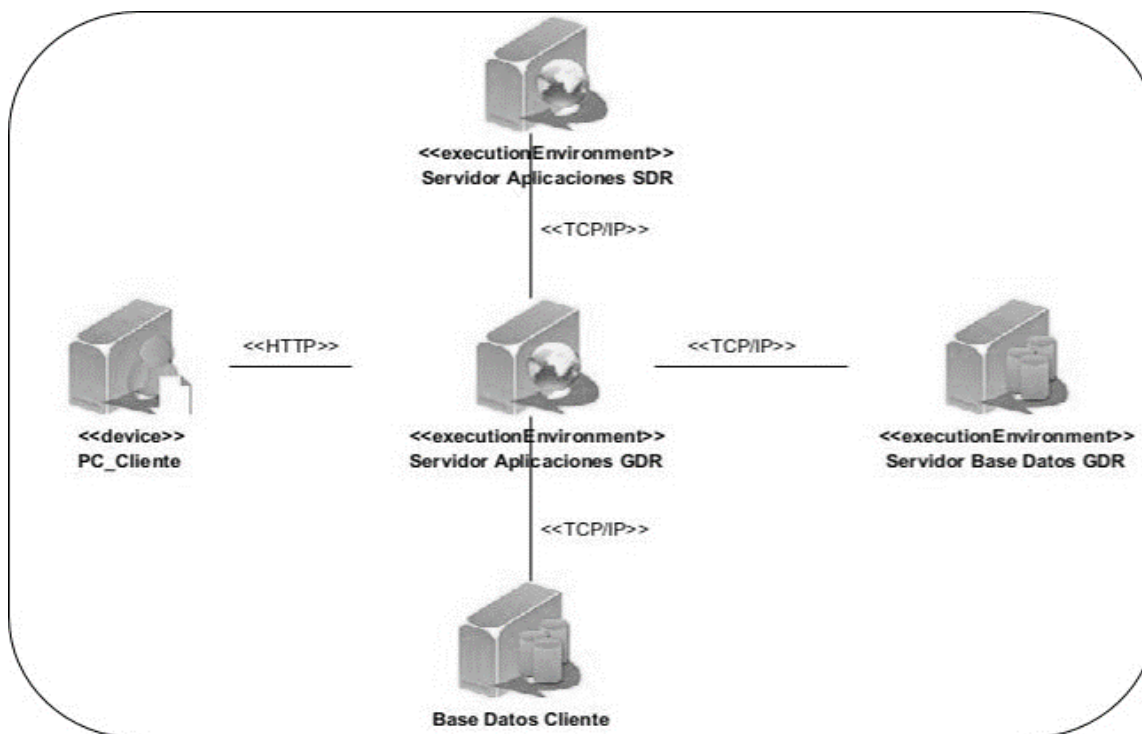 <<executionEnvironment>>
Servidor Aplicaciones SDR
<<TCP/IP>>
<<HTTP>>
<<TCP/IP>>
<<device>>
PC_Cliente
<<executionEnvironment>>
Servidor Aplicaciones GDR
<<executionEnvironment>>
Servidor Base Datos GDR
<<TCP/IP>>
Base Datos Cliente